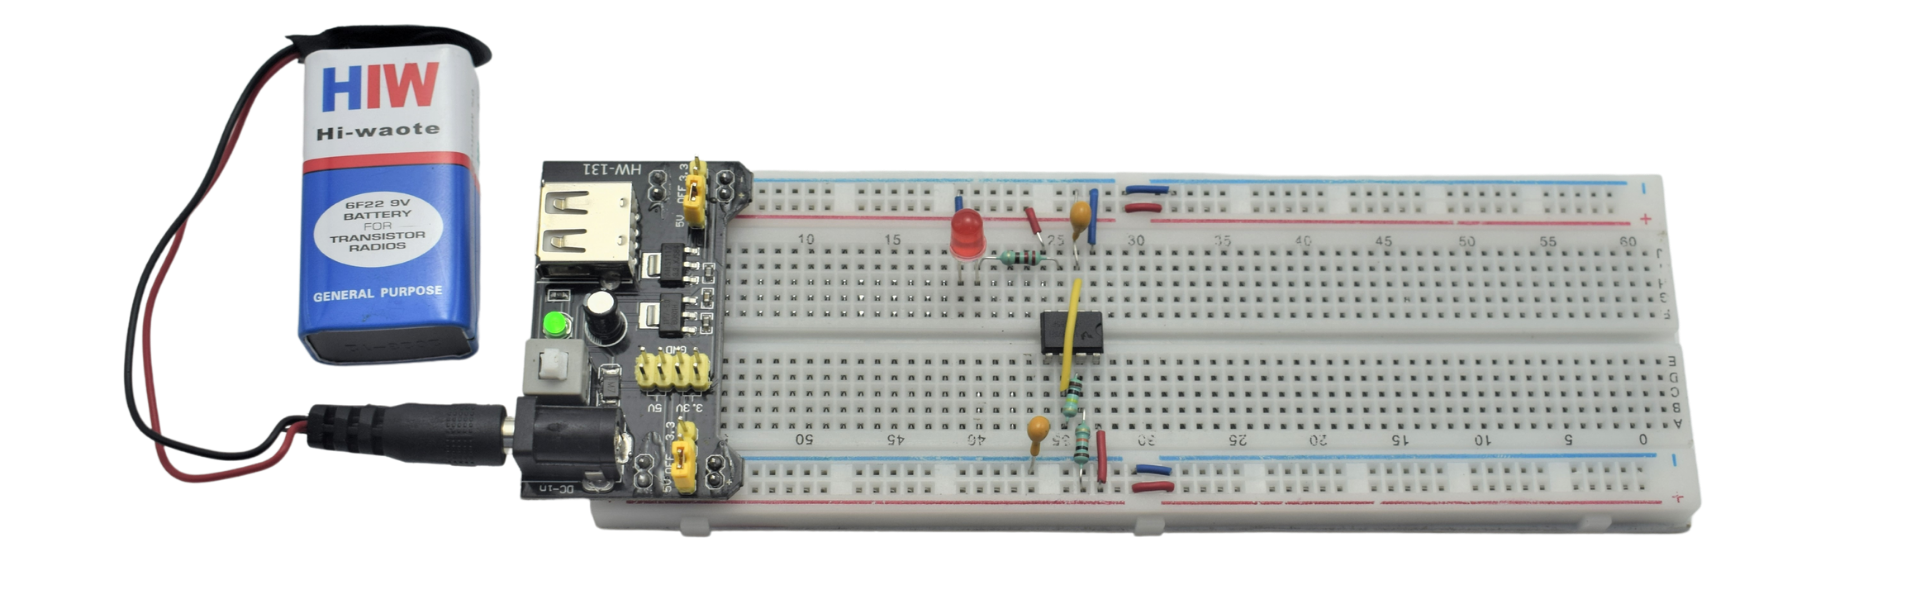 HIW
Hi-waote
6F22 9V
BATTERY
FOR
TRANSISTOR
RADIOS
GENERAL PURPOSE
HW-131
5V OFF 3.3
GND
5V 3.3V
5V OFF 3.3
DC-in
−
+
10 15 25 30 35 40 45 50 55 60
J
E
D
C
B
A
50 45 40 35 30 25 20 15 10 5 0
−
+